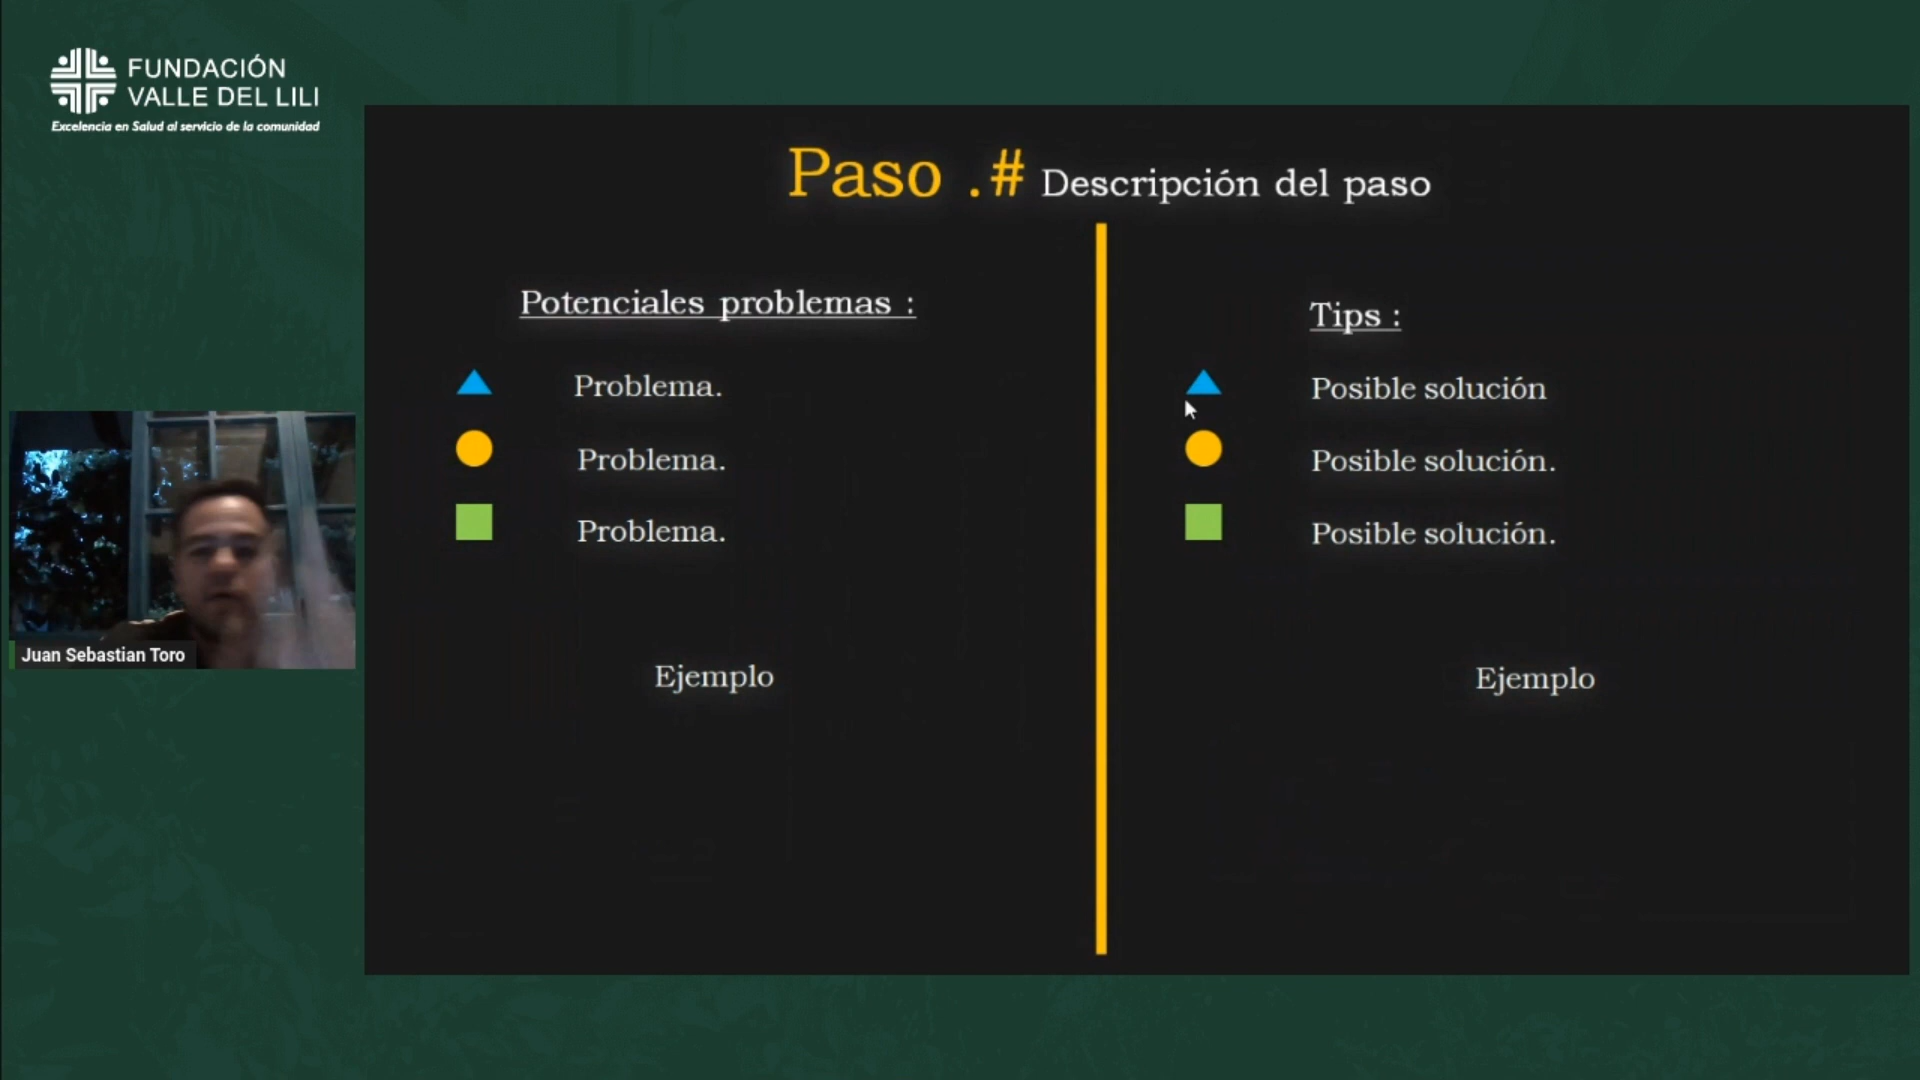 FUNDACIÓN
VALLE DEL LILI
Excelencia en Salud al servicio de la comunidad
Paso .# Descripción del paso
Potenciales problemas :
Problema.
Problema.
Problema.
Ejemplo
Tips :
Posible solución
Posible solución.
Posible solución.
Ejemplo
Juan Sebastian Toro